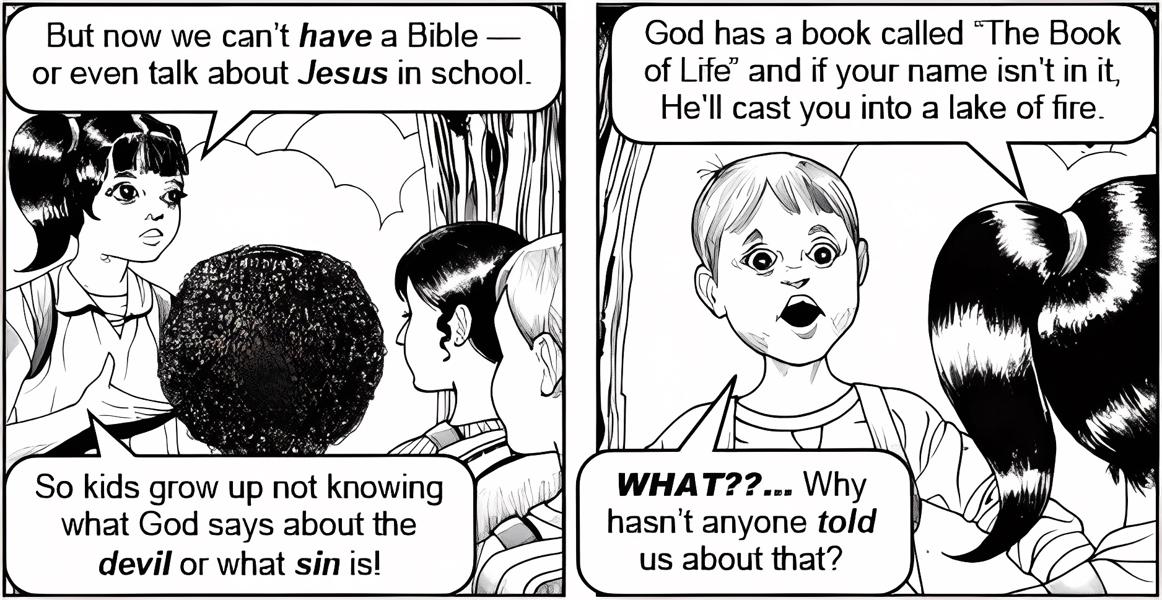 But now we can't have a Bible —
or even talk about Jesus in school.
So kids grow up not knowing
what God says about the
devil or what sin is!
God has a book called “The Book
of Life” and if your name isn't in it,
He'll cast you into a lake of fire.
WHAT??... Why
hasn't anyone told
us about that?